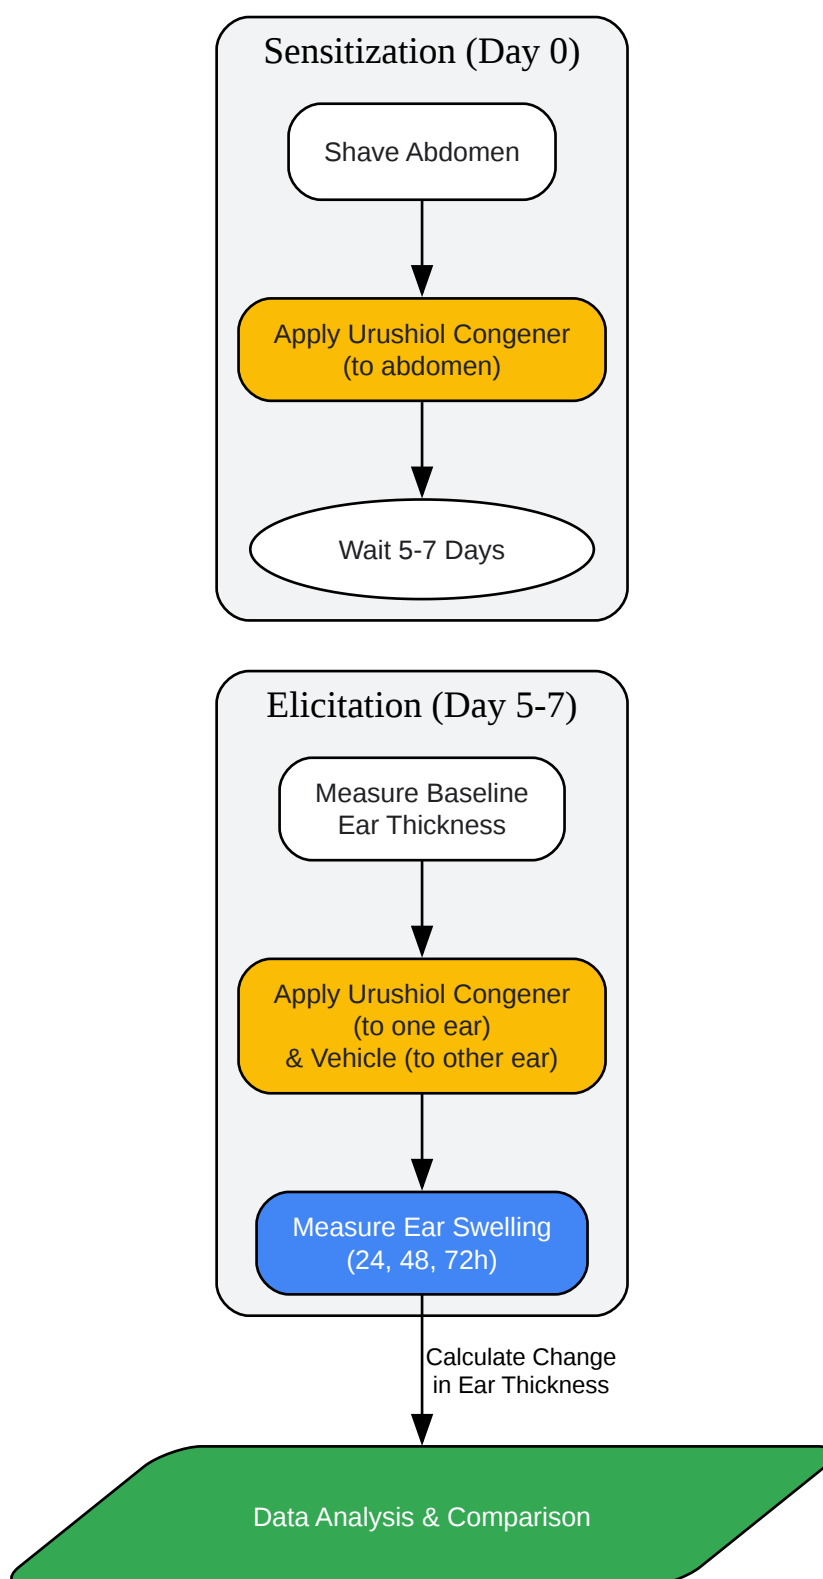 Sensitization (Day 0)
Shave Abdomen
Apply Urushiol Congener
(to abdomen)
Wait 5-7 Days
Elicitation (Day 5-7)
Measure Baseline
Ear Thickness
Apply Urushiol Congener
(to one ear)
& Vehicle (to other ear)
Measure Ear Swelling
(24, 48, 72h)
Calculate Change
in Ear Thickness
Data Analysis & Comparison